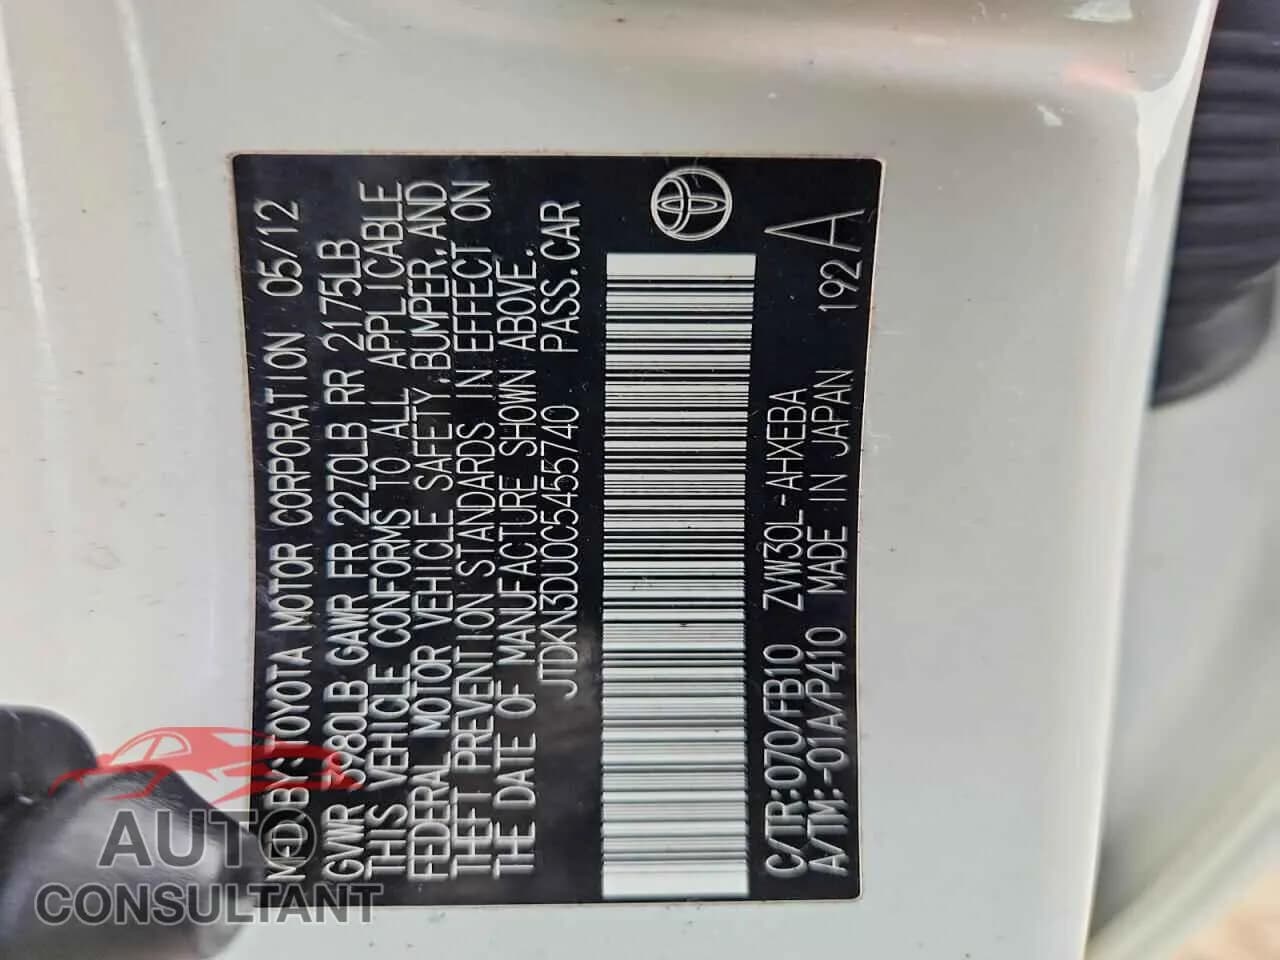 MFD BY:TOYOTA MOTOR CORPORATION 05/12
GVWR 3980LB GAWR FR 2270LB RR 2175LB
THIS VEHICLE CONFORMS TO ALL APPLICABLE
FEDERAL MOTOR VEHICLE SAFETY,BUMPER,AND
THEFT PREVENTION STANDARDS IN EFFECT ON
THE DATE OF MANUFACTURE SHOWN ABOVE.
JTDKN3DU0C5455740 PASS.CAR
C/TR:070/FB10 ZVW30L-AHXEBA
A/TM:-01A/P410 MADE IN JAPAN 192A
AUTO
CONSULTANT